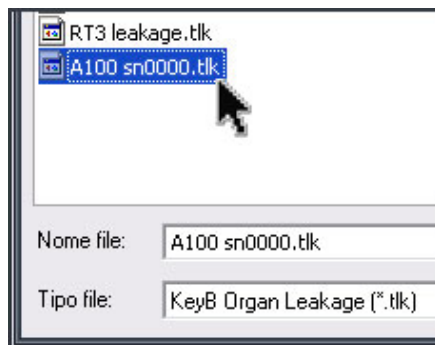 RT3 leakage.tlk
A100 sn0000.tlk
Nome file: A100 sn0000.tlk
Tipo file: KeyB Organ Leakage (*.tlk)